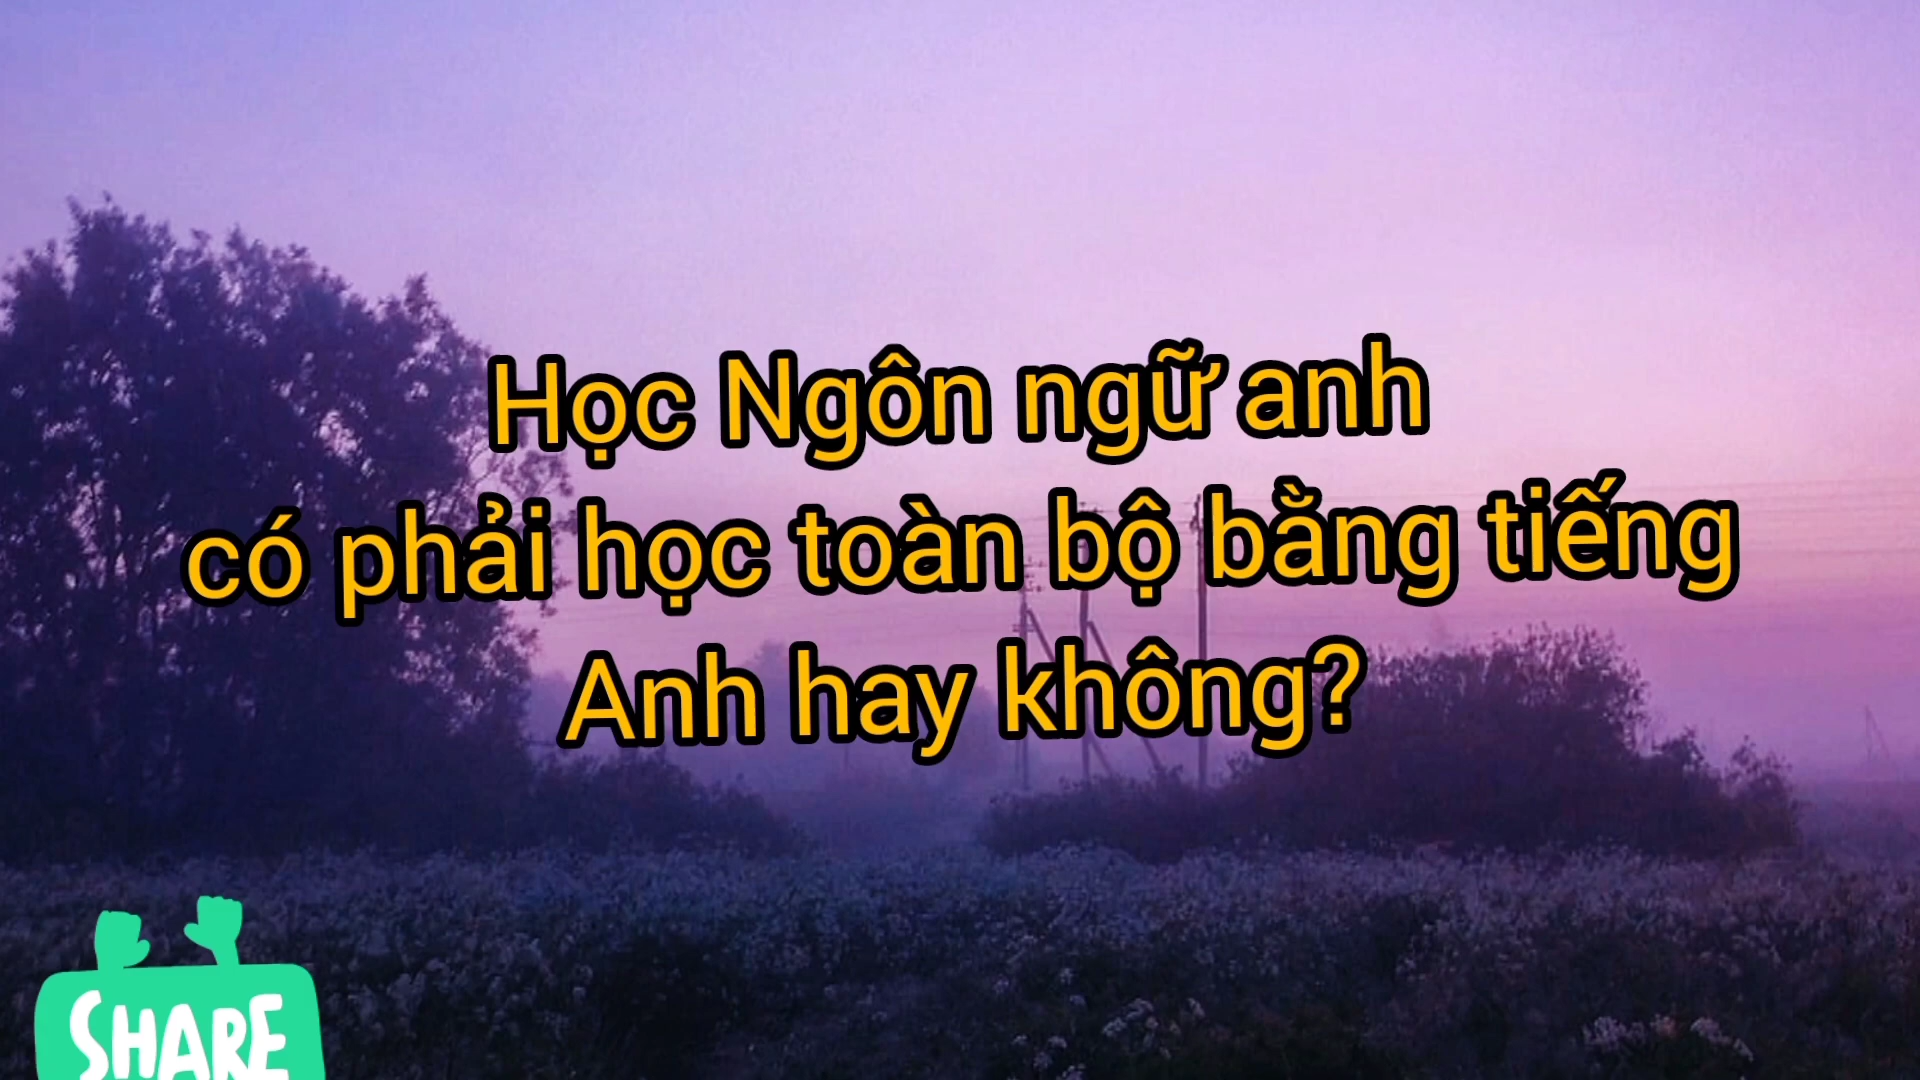 Học Ngôn ngữ anh
có phải học toàn bộ bằng tiếng
Anh hay không?
SHARE